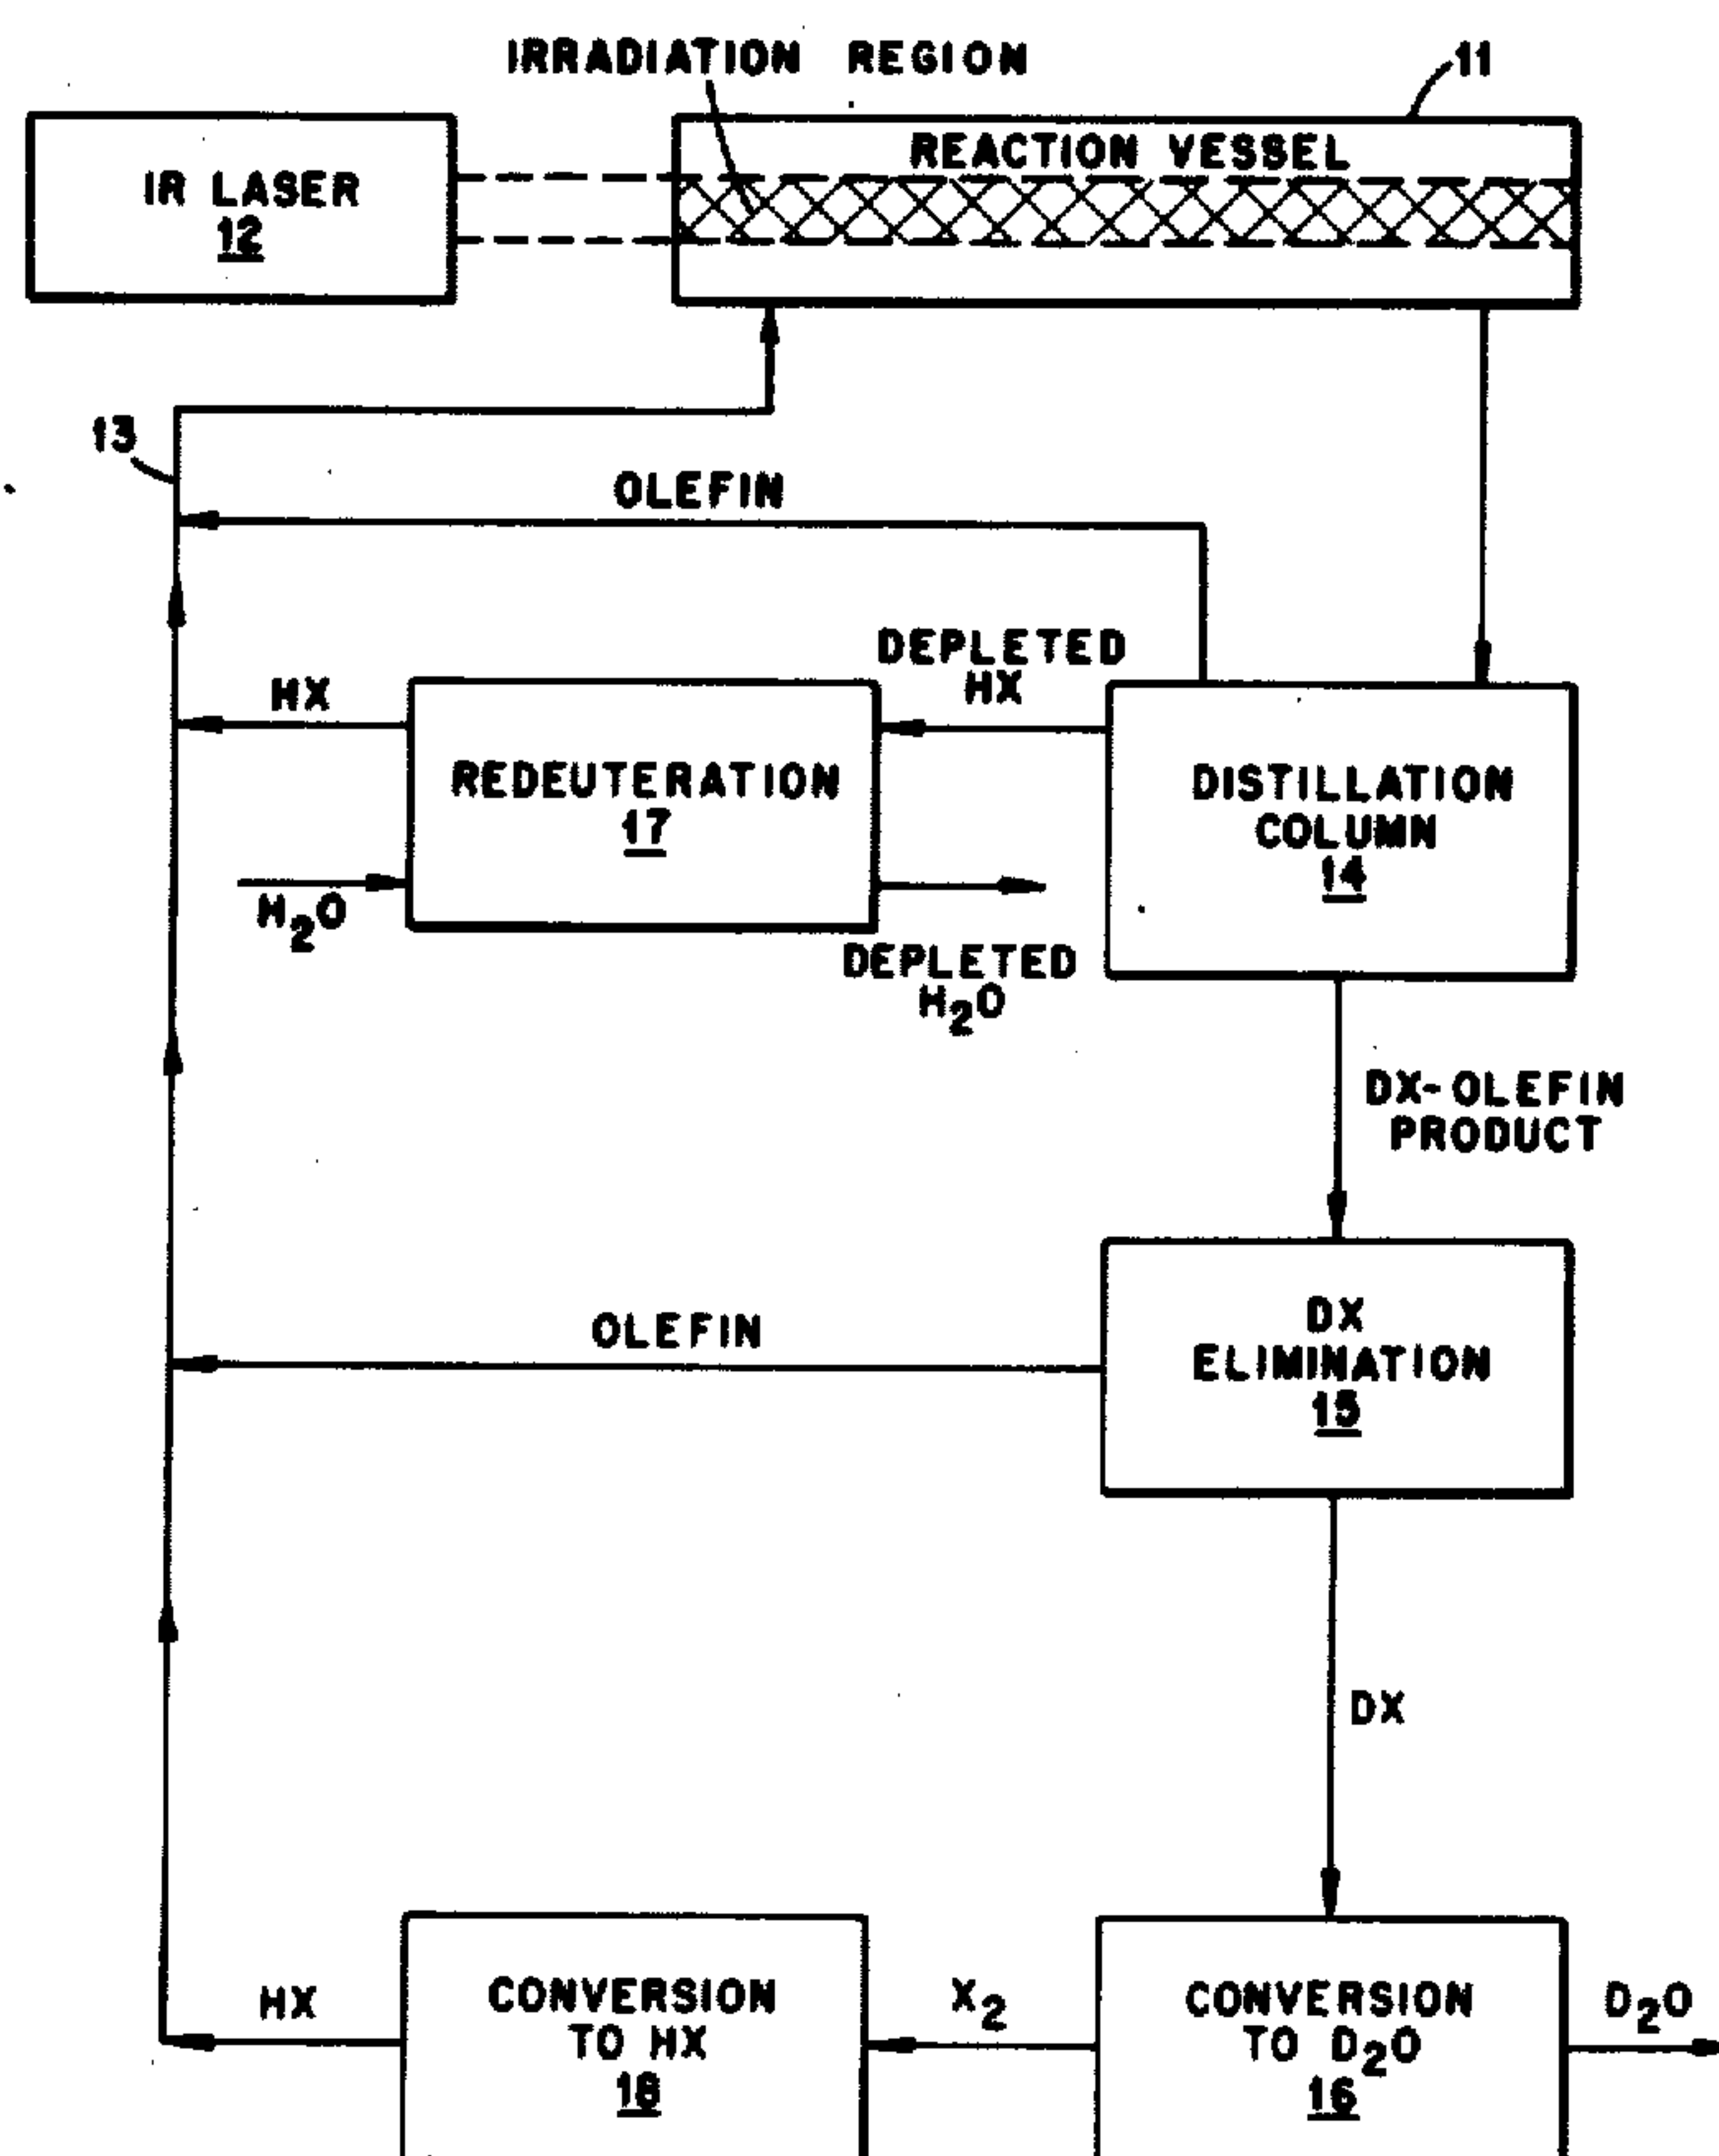 IRRADIATION REGION
11
REACTION VESSEL
IR LASER
12
13
OLEFIN
DEPLETED
HX
HX
REDEUTERATION
17
DISTILLATION
COLUMN
14
H2O
DEPLETED
H2O
DX-OLEFIN
PRODUCT
DX
ELIMINATION
15
OLEFIN
DX
HX
CONVERSION
TO HX
18
X2
CONVERSION
TO D2O
16
D2O